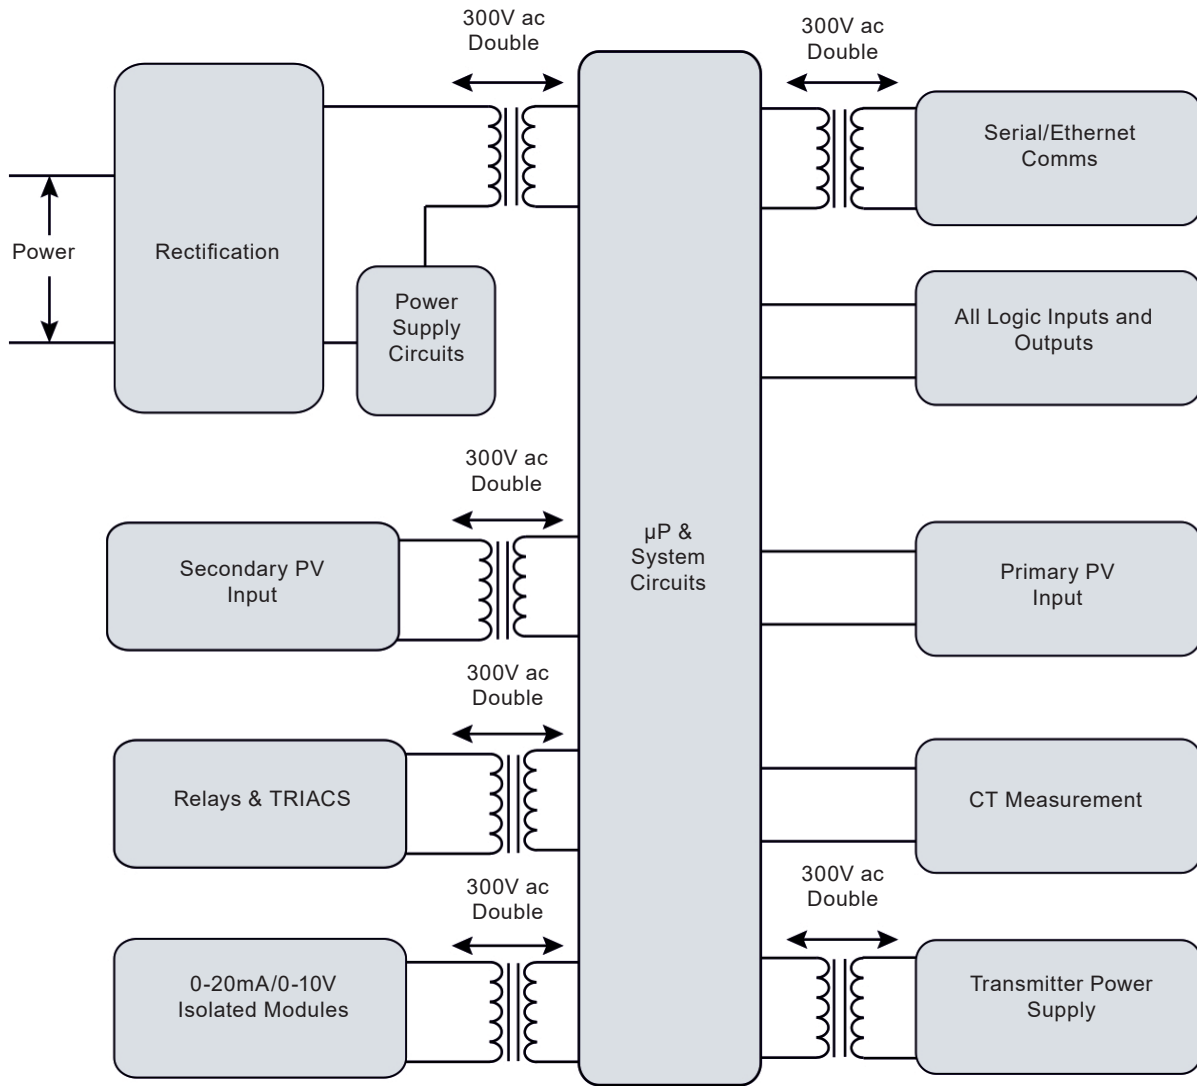 300V ac
Double
300V ac
Double
Serial/Ethernet
Comms
Power
Rectification
Power
Supply
Circuits
All Logic Inputs and
Outputs
300V ac
Double
Secondary PV
Input
µP &
System
Circuits
Primary PV
Input
300V ac
Double
Relays & TRIACS
CT Measurement
300V ac
Double
300V ac
Double
0-20mA/0-10V
Isolated Modules
Transmitter Power
Supply